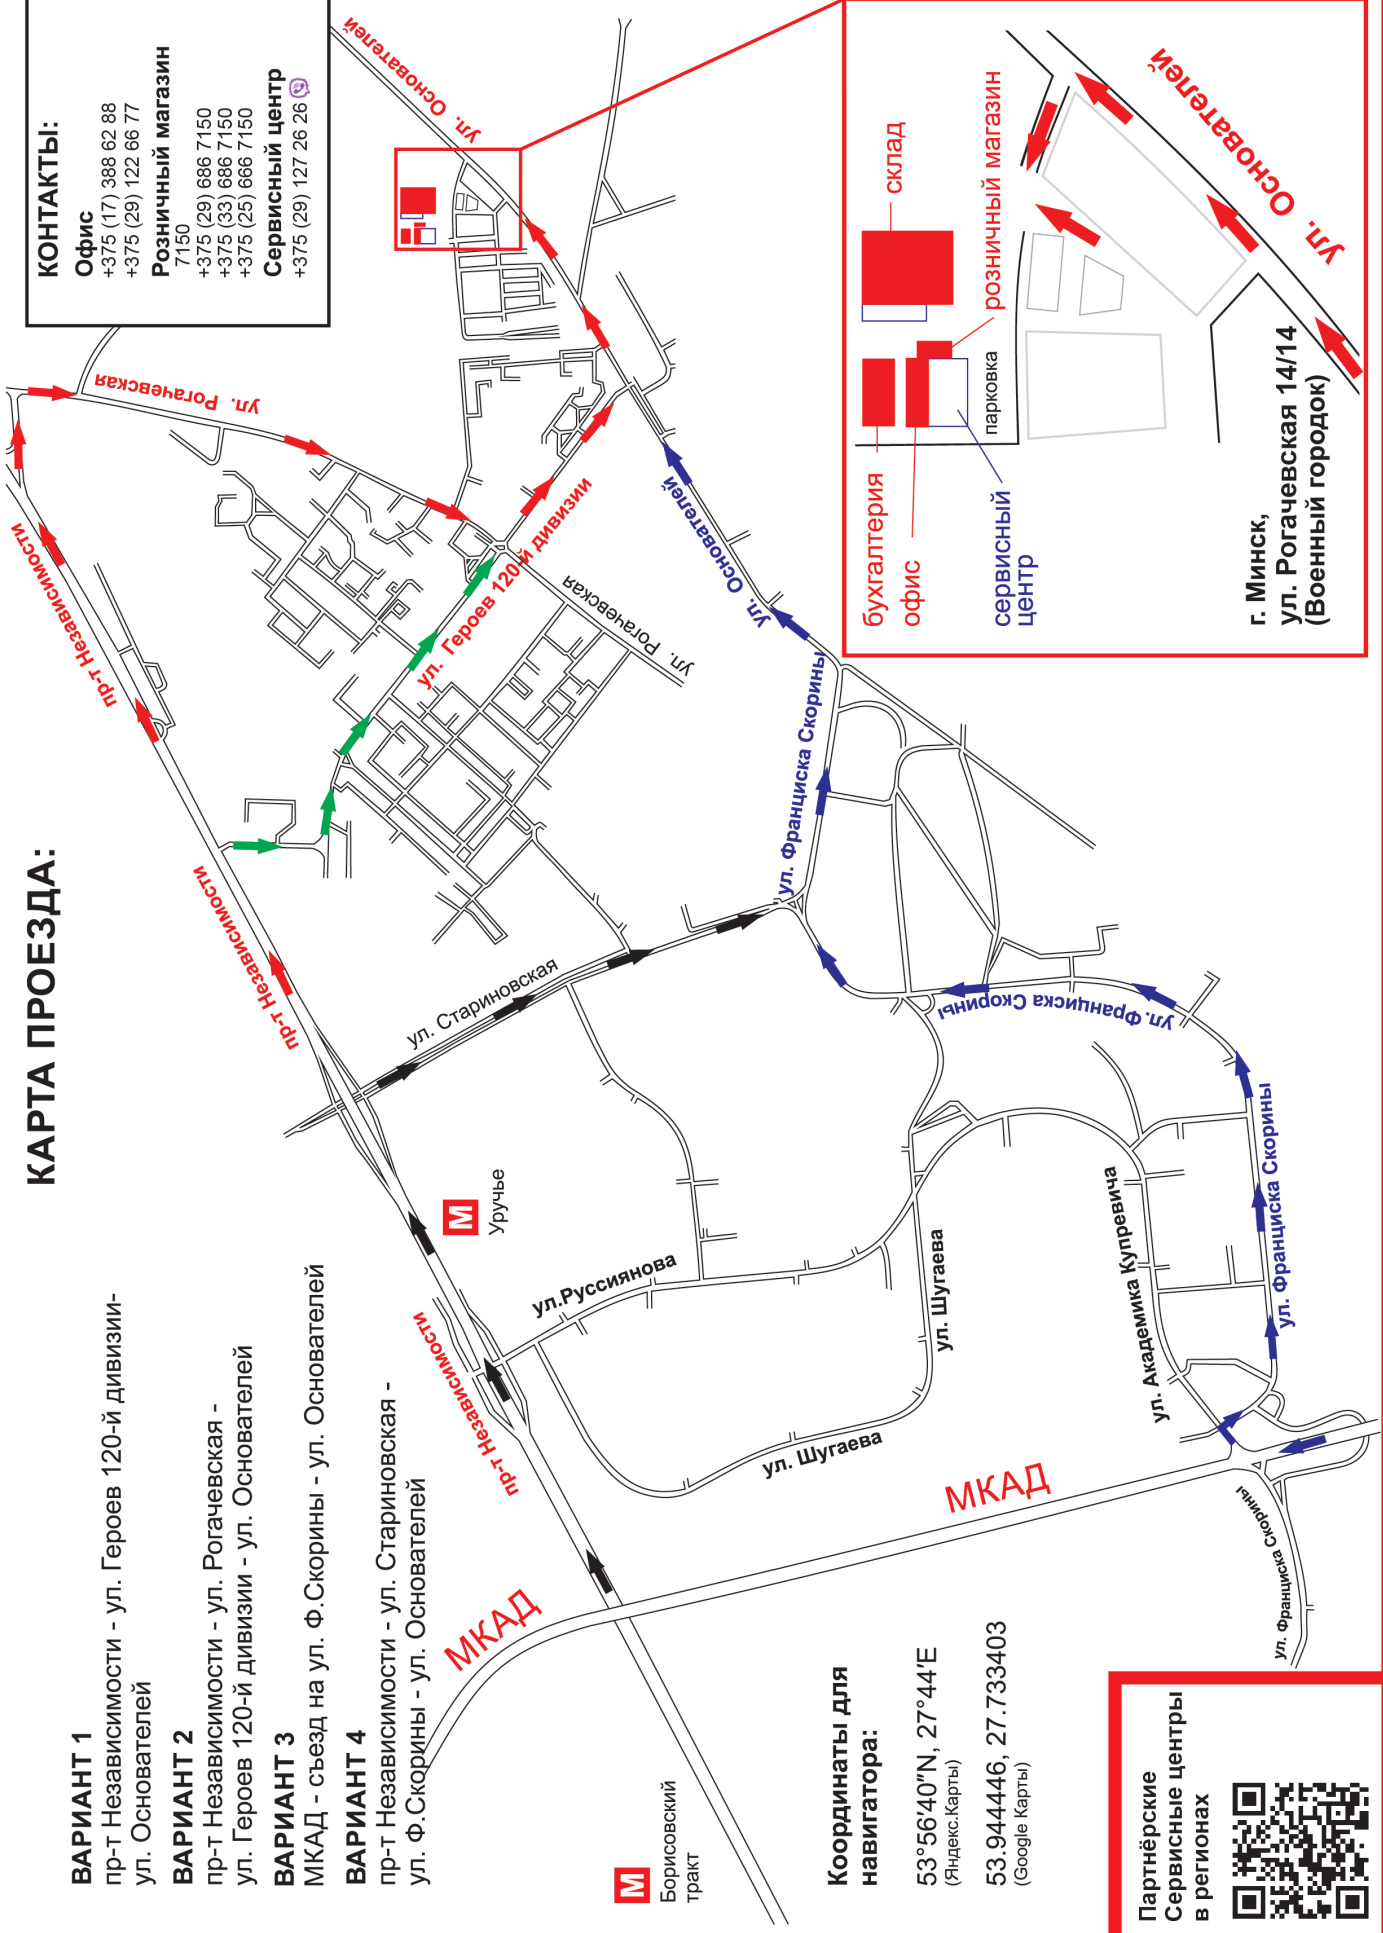 КАРТА ПРОЕЗДА:
ВАРИАНТ 1
пр-т Независимости - ул. Героев 120-й дивизии-
ул. Основателей
ВАРИАНТ 2
пр-т Независимости - ул. Рогачевская -
ул. Героев 120-й дивизии - ул. Основателей
ВАРИАНТ 3
МКАД - съезд на ул. Ф.Скорины - ул. Основателей
ВАРИАНТ 4
пр-т Независимости - ул. Стариновская -
ул. Ф.Скорины - ул. Основателей
КОНТАКТЫ:
Офис
+375 (17) 388 62 88
+375 (29) 122 66 77
Розничный магазин
7150
+375 (29) 686 7150
+375 (33) 686 7150
+375 (25) 666 7150
Сервисный центр
+375 (29) 127 26 26
пр-т Независимости
пр-т Независимости
пр-т Независимости
ул. Рогачевская
ул. Основателей
ул. Героев 120-й дивизии
ул. Рогачевская
ул. Стариновская
М
Уручье
ул.Руссиянова
ул. Основателей
ул. Франциска Скорины
ул. Франциска Скорины
ул. Франциска Скорины
ул. Шугаева
ул. Шугаева
ул. Академика Купревича
МКАД
МКАД
ул. Франциска Скорины
М
Борисовский
тракт
Координаты для
навигатора:
53°56'40"N, 27°44'E
(Яндекс.Карты)
53.944446, 27.733403
(Google Карты)
Партнёрские
Сервисные центры
в регионах
бухгалтерия
офис
сервисный
центр
парковка
склад
розничный магазин
ул. Основателей
г. Минск,
ул. Рогачевская 14/14
(Военный городок)